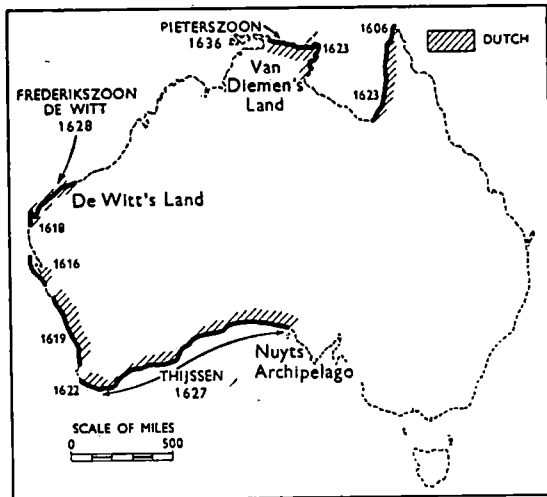 PIETERSZOON
1636
1623
1606
DUTCH
Van
Diemen's
Land
1623
FREDERIKSZOON
DE WITT
1628
De Witt's Land
1618
1616
1619
1622
THIJSSEN
1627
Nuyts
Archipelago
SCALE OF MILES
0 500